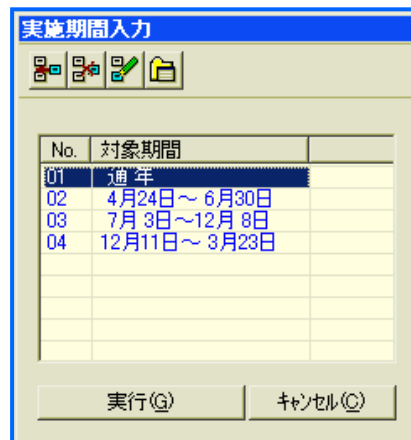 実施期間入力
No. 対象期間
01 通 年
02 4月24日～ 6月30日
03 7月 3日～12月 8日
04 12月11日～ 3月23日
実行(G) ｷｬﾝｾﾙ(C)